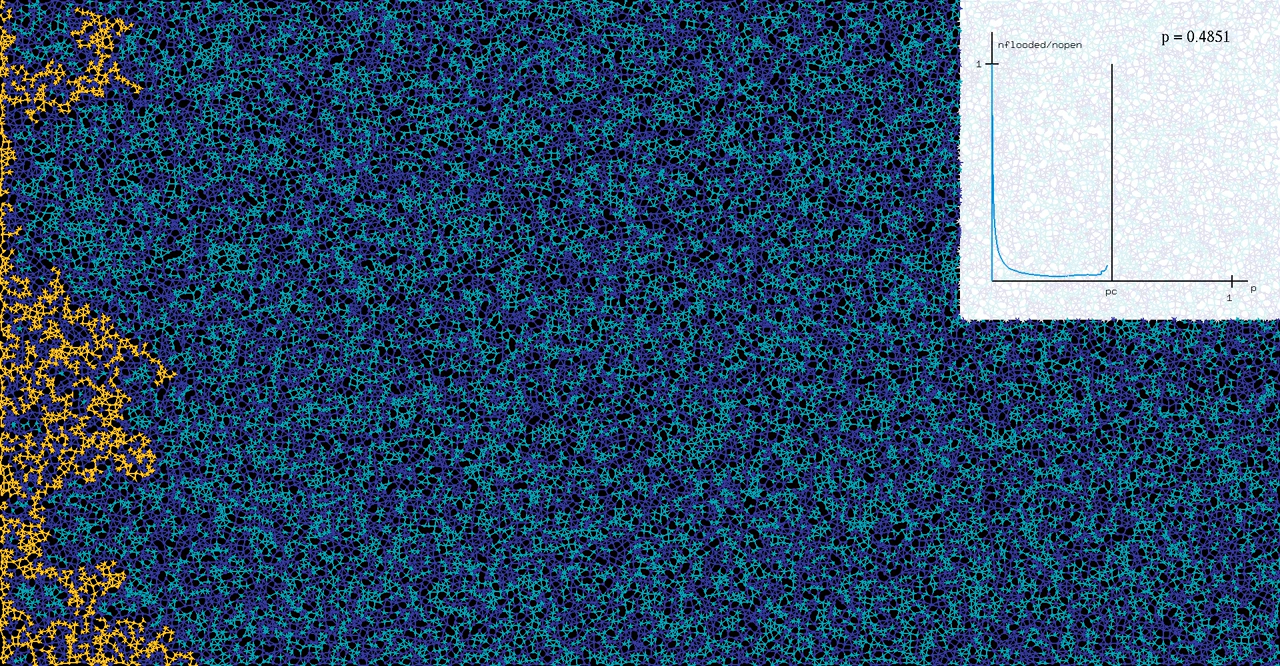 p = 0.4851
nflooded/nopen
1
pc
p
1